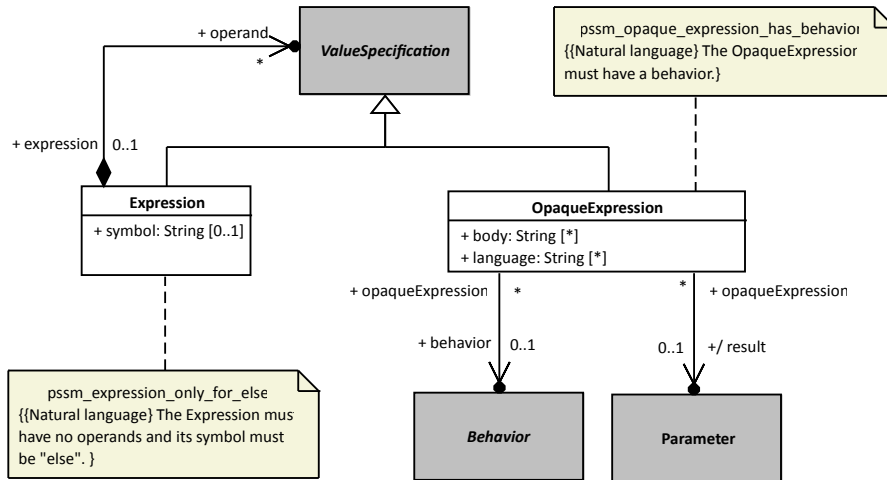 + operand
*
ValueSpecification
pssm_opaque_expression_has_behavior
{{Natural language} The OpaqueExpression
must have a behavior.}
+ expression
0..1
Expression
+ symbol: String [0..1]
OpaqueExpression
+ body: String [*]
+ language: String [*]
+ opaqueExpression
*
*
+ opaqueExpression
+ behavior
0..1
0..1
+/ result
pssm_expression_only_for_else
{{Natural language} The Expression mus
have no operands and its symbol must
be "else". }
Behavior
Parameter